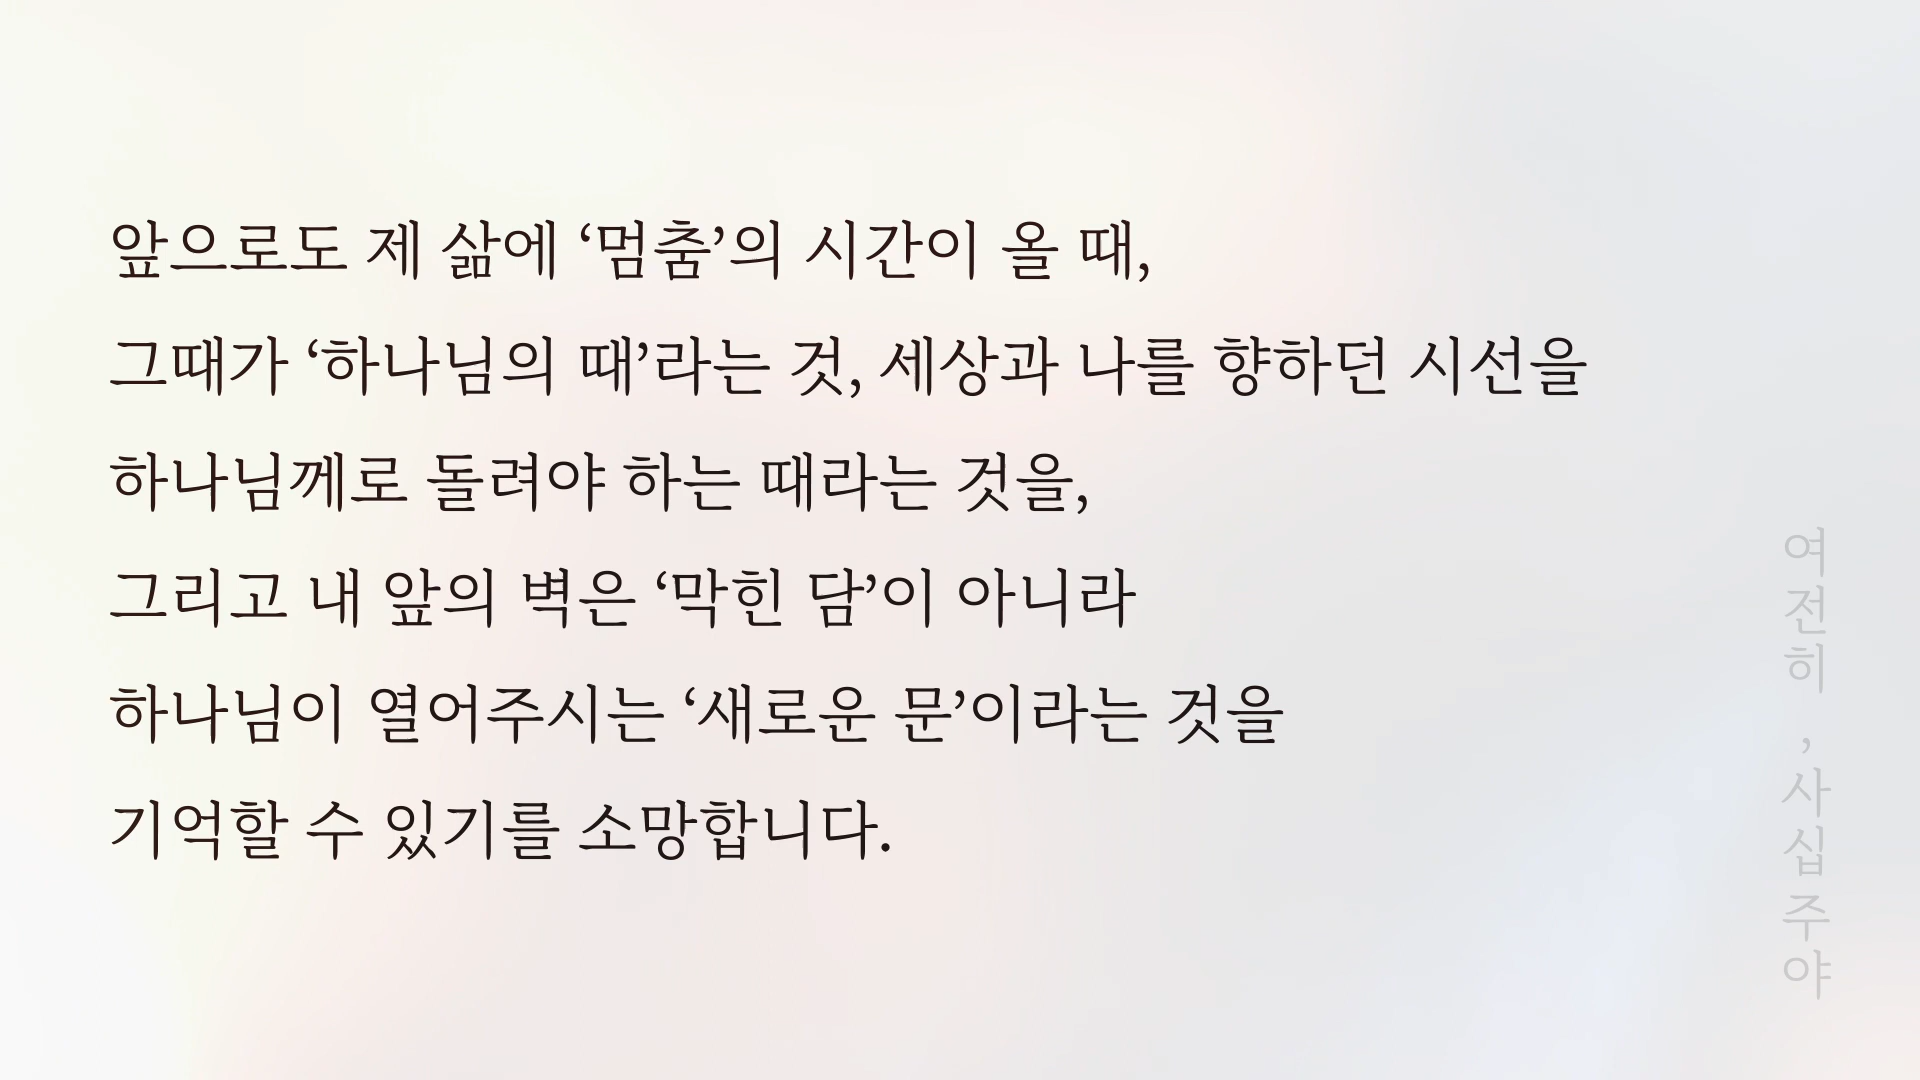 앞으로도 제 삶에 ‘멈춤’의 시간이 올 때,
그때가 ‘하나님의 때’라는 것, 세상과 나를 향하던 시선을
하나님께로 돌려야 하는 때라는 것을,
그리고 내 앞의 벽은 ‘막힌 담’이 아니라
하나님이 열어주시는 ‘새로운 문’이라는 것을
기억할 수 있기를 소망합니다.
여전히, 사십주야